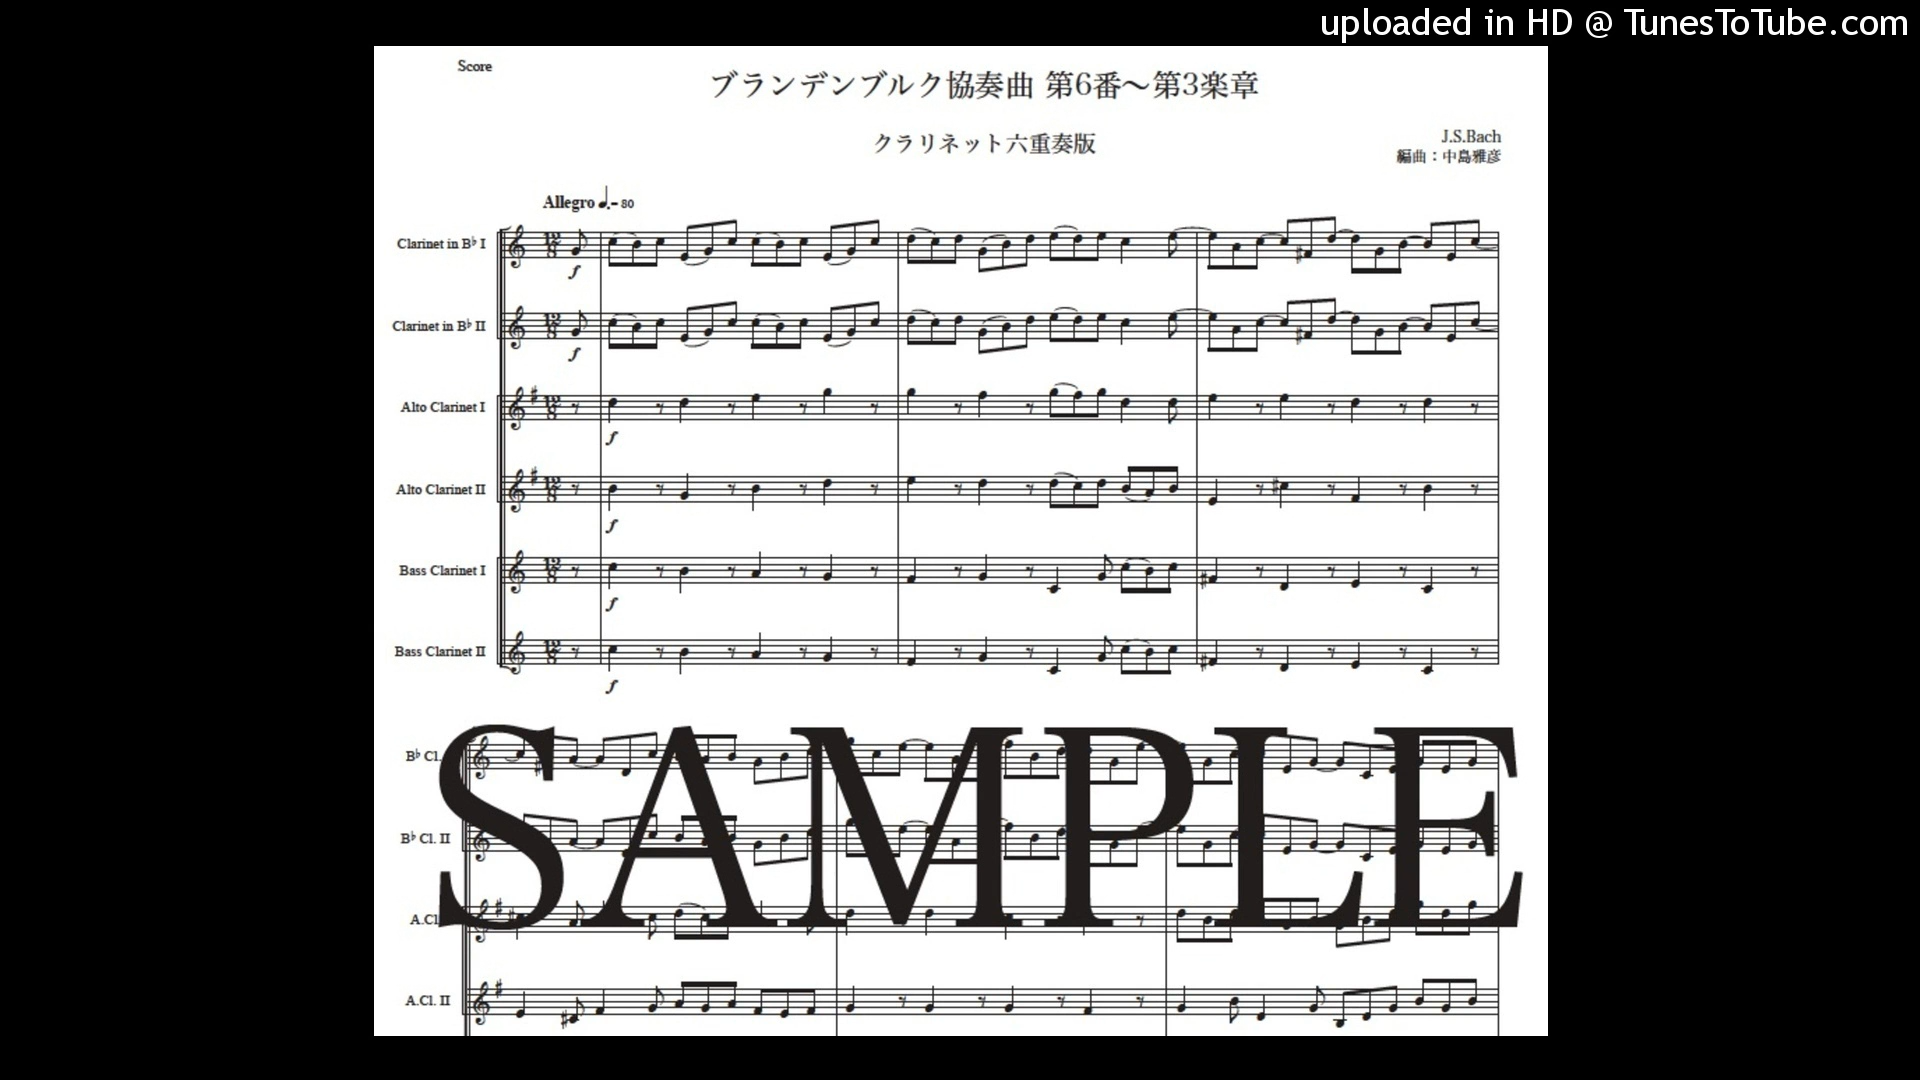 uploaded in HD @ TunesToTube.com
Score
ブランデンブルク協奏曲 第6番～第3楽章
クラリネット六重奏版
J.S.Bach
編曲：中島雅彦
Allegro ♩.= 80
Clarinet in B♭ I
f
Clarinet in B♭ II
f
Alto Clarinet I
f
Alto Clarinet II
f
Bass Clarinet I
f
Bass Clarinet II
f
SAMPLE
B♭ Cl.
B♭ Cl. II
A.Cl.
A.Cl. II